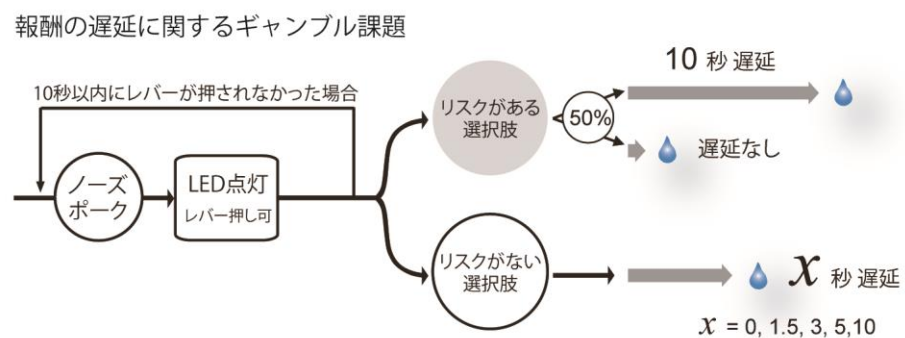 報酬の遅延に関するギャンブル課題
10秒以内にレバーが押されなかった場合
ノーズ
ポーク
LED点灯
レバー押し可
リスクがある
選択肢
50%
10 秒 遅延
遅延なし
リスクがない
選択肢
x 秒 遅延
x = 0, 1.5, 3, 5,10